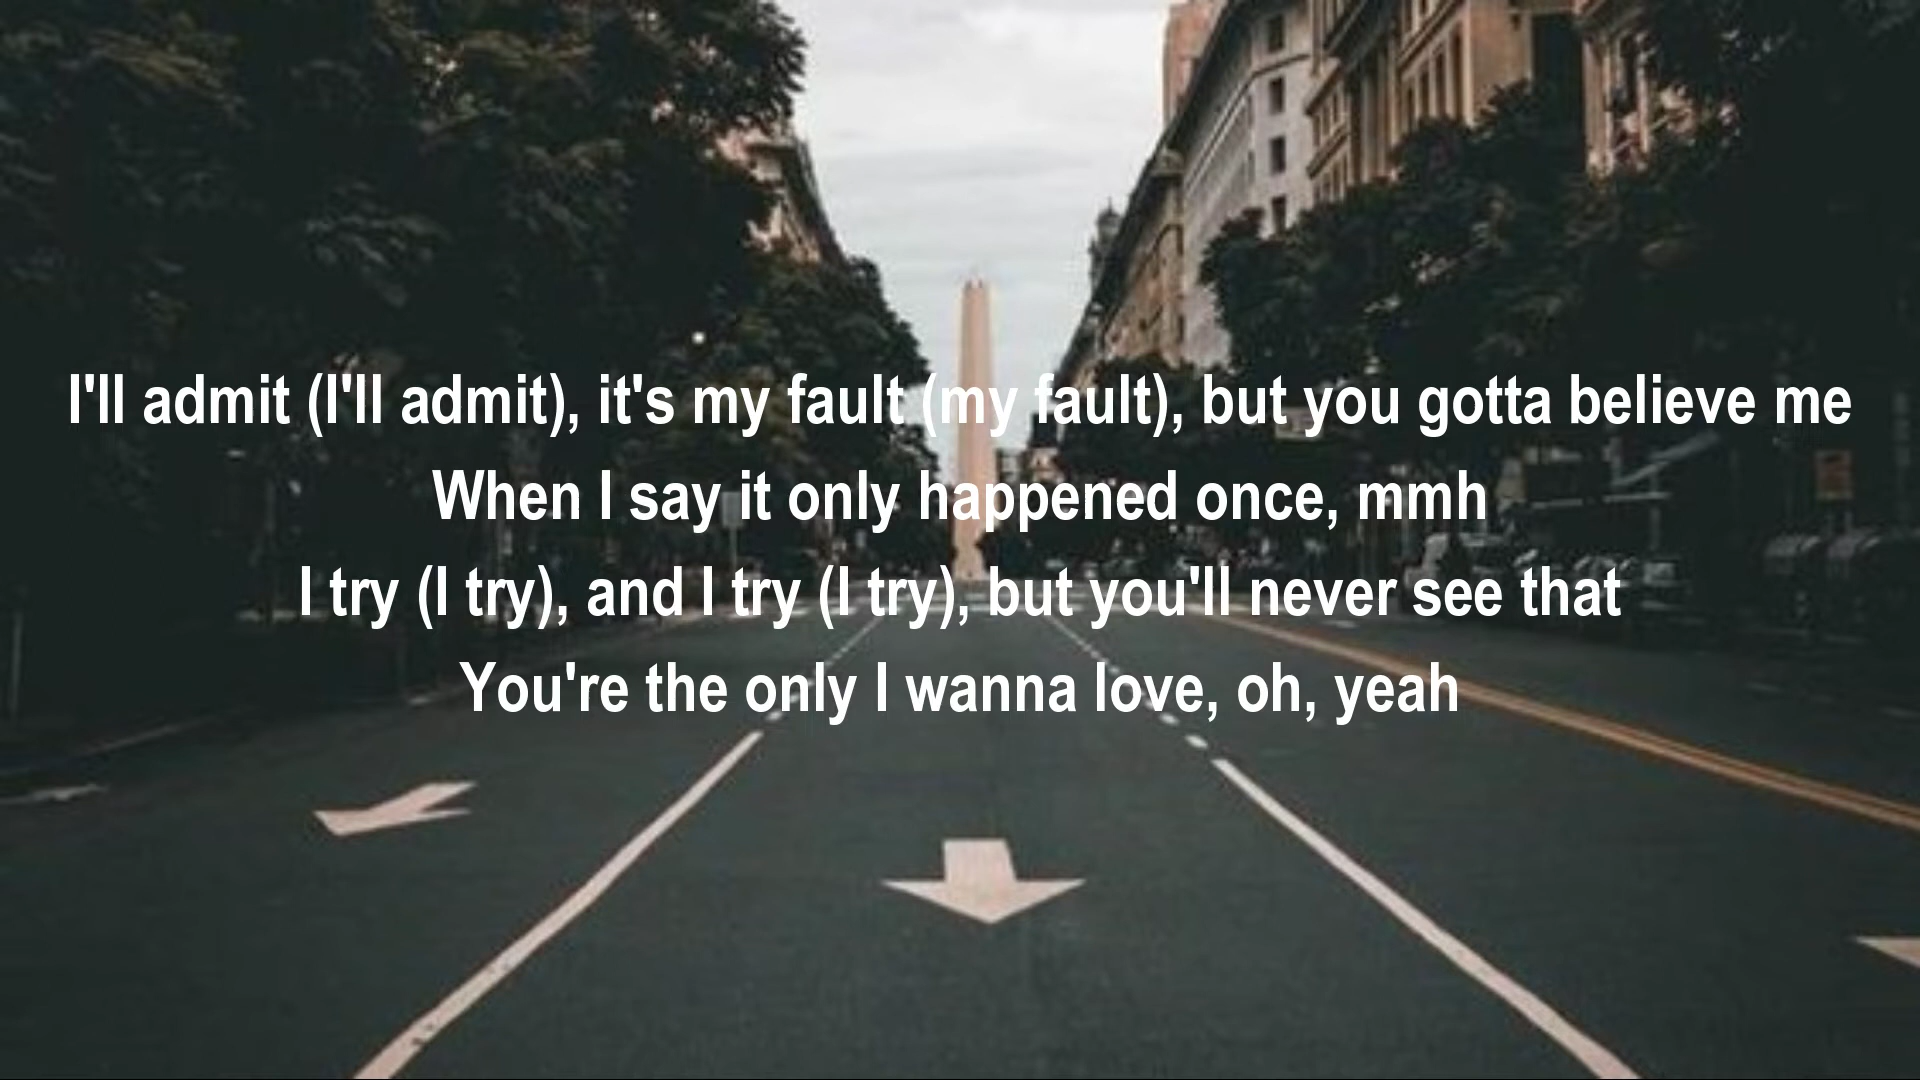 I'll admit (I'll admit), it's my fault (my fault), but you gotta believe me
When I say it only happened once, mmh
I try (I try), and I try (I try), but you'll never see that
You're the only I wanna love, oh, yeah